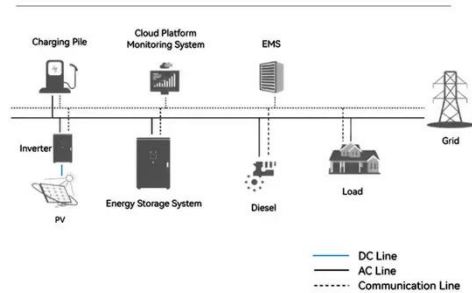 Charging Pile
Cloud Platform
Monitoring System
EMS
Grid
Inverter
PV
Energy Storage System
Diesel
Load
DC Line
AC Line
Communication Line